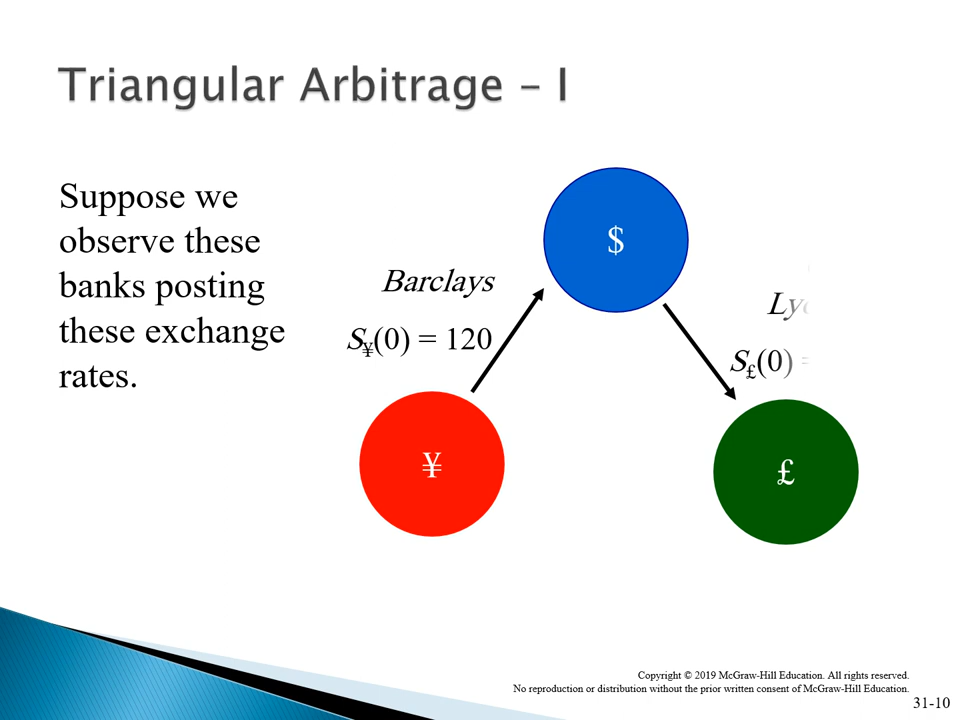 Triangular Arbitrage – I
Suppose we
observe these
banks posting
these exchange
rates.
$
Barclays
S¥(0) = 120
S£(0)
¥
£
Copyright © 2019 McGraw-Hill Education. All rights reserved.
No reproduction or distribution without the prior written consent of McGraw-Hill Education.
31-10